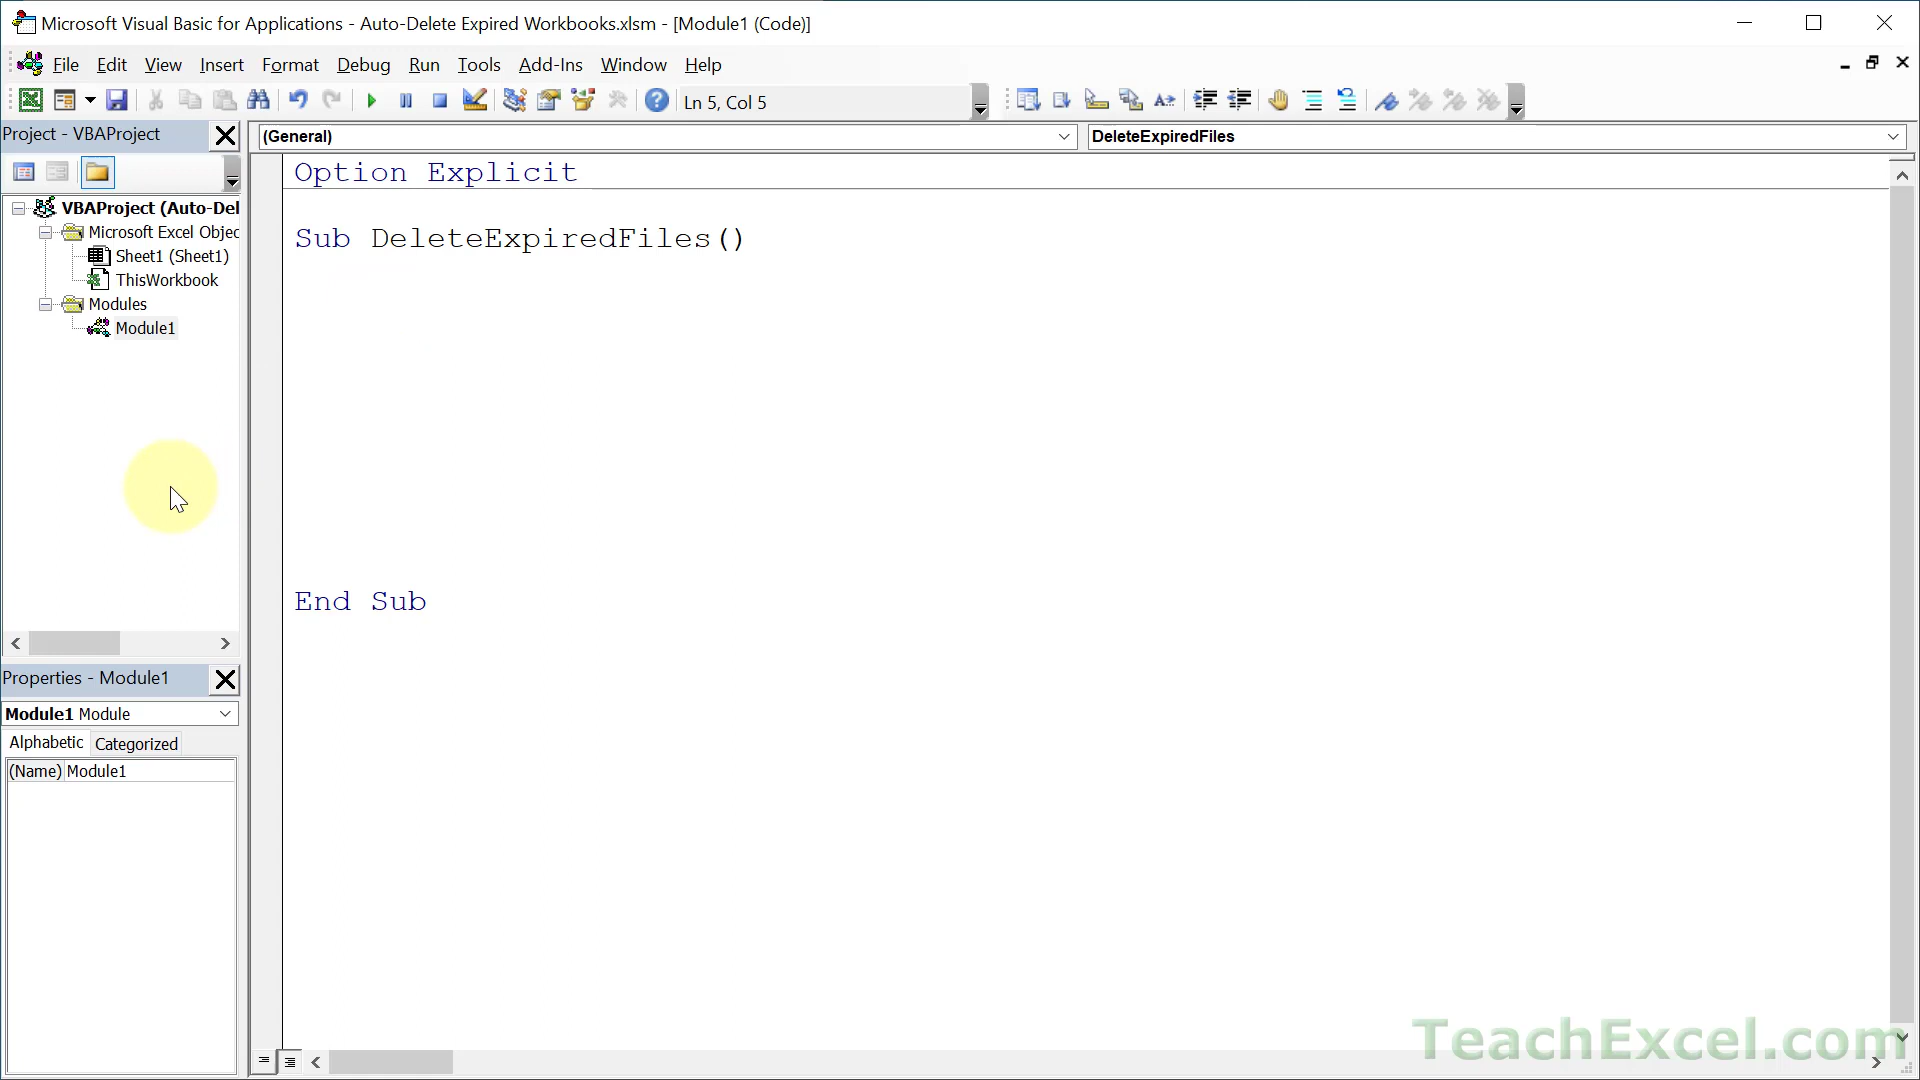 Microsoft Visual Basic for Applications - Auto-Delete Expired Workbooks.xlsm - [Module1 (Code)]
File Edit View Insert Format Debug Run Tools Add-Ins Window Help
Ln 5, Col 5
Project - VBAProject
(General)
DeleteExpiredFiles
VBAProject (Auto-Del
Microsoft Excel Objec
Sheet1 (Sheet1)
ThisWorkbook
Modules
Module1
Option Explicit
Sub DeleteExpiredFiles()
End Sub
Properties - Module1
Module1 Module
Alphabetic Categorized
(Name) Module1
TeachExcel.com